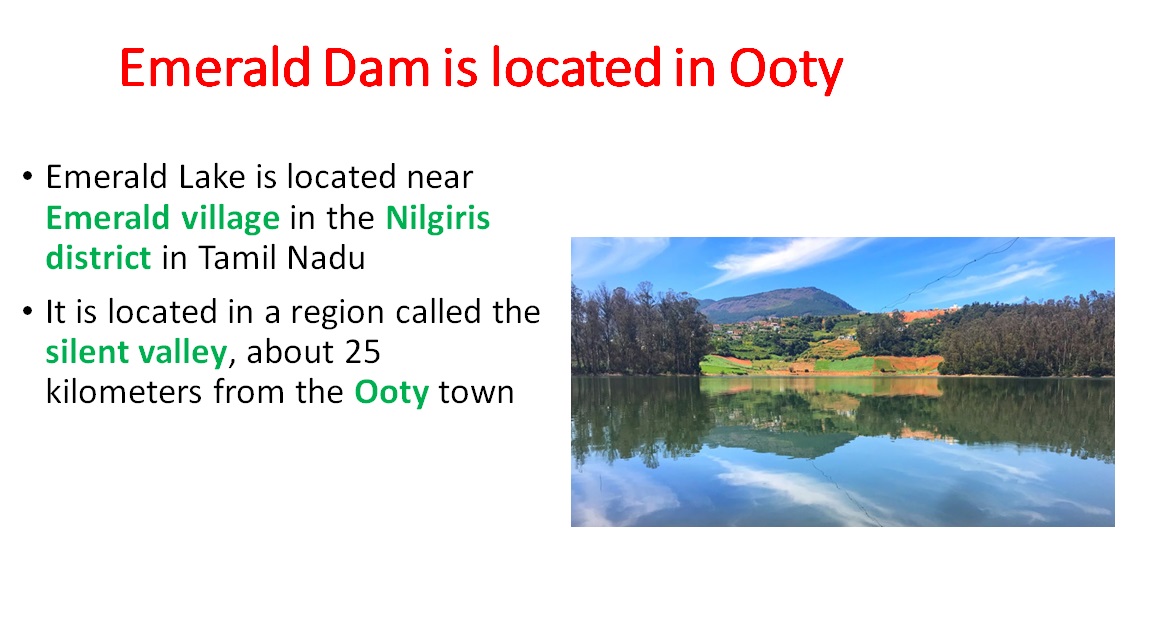 Emerald Dam is located in Ooty
• Emerald Lake is located near
Emerald village in the Nilgiris
district in Tamil Nadu
• It is located in a region called the
silent valley, about 25
kilometers from the Ooty town